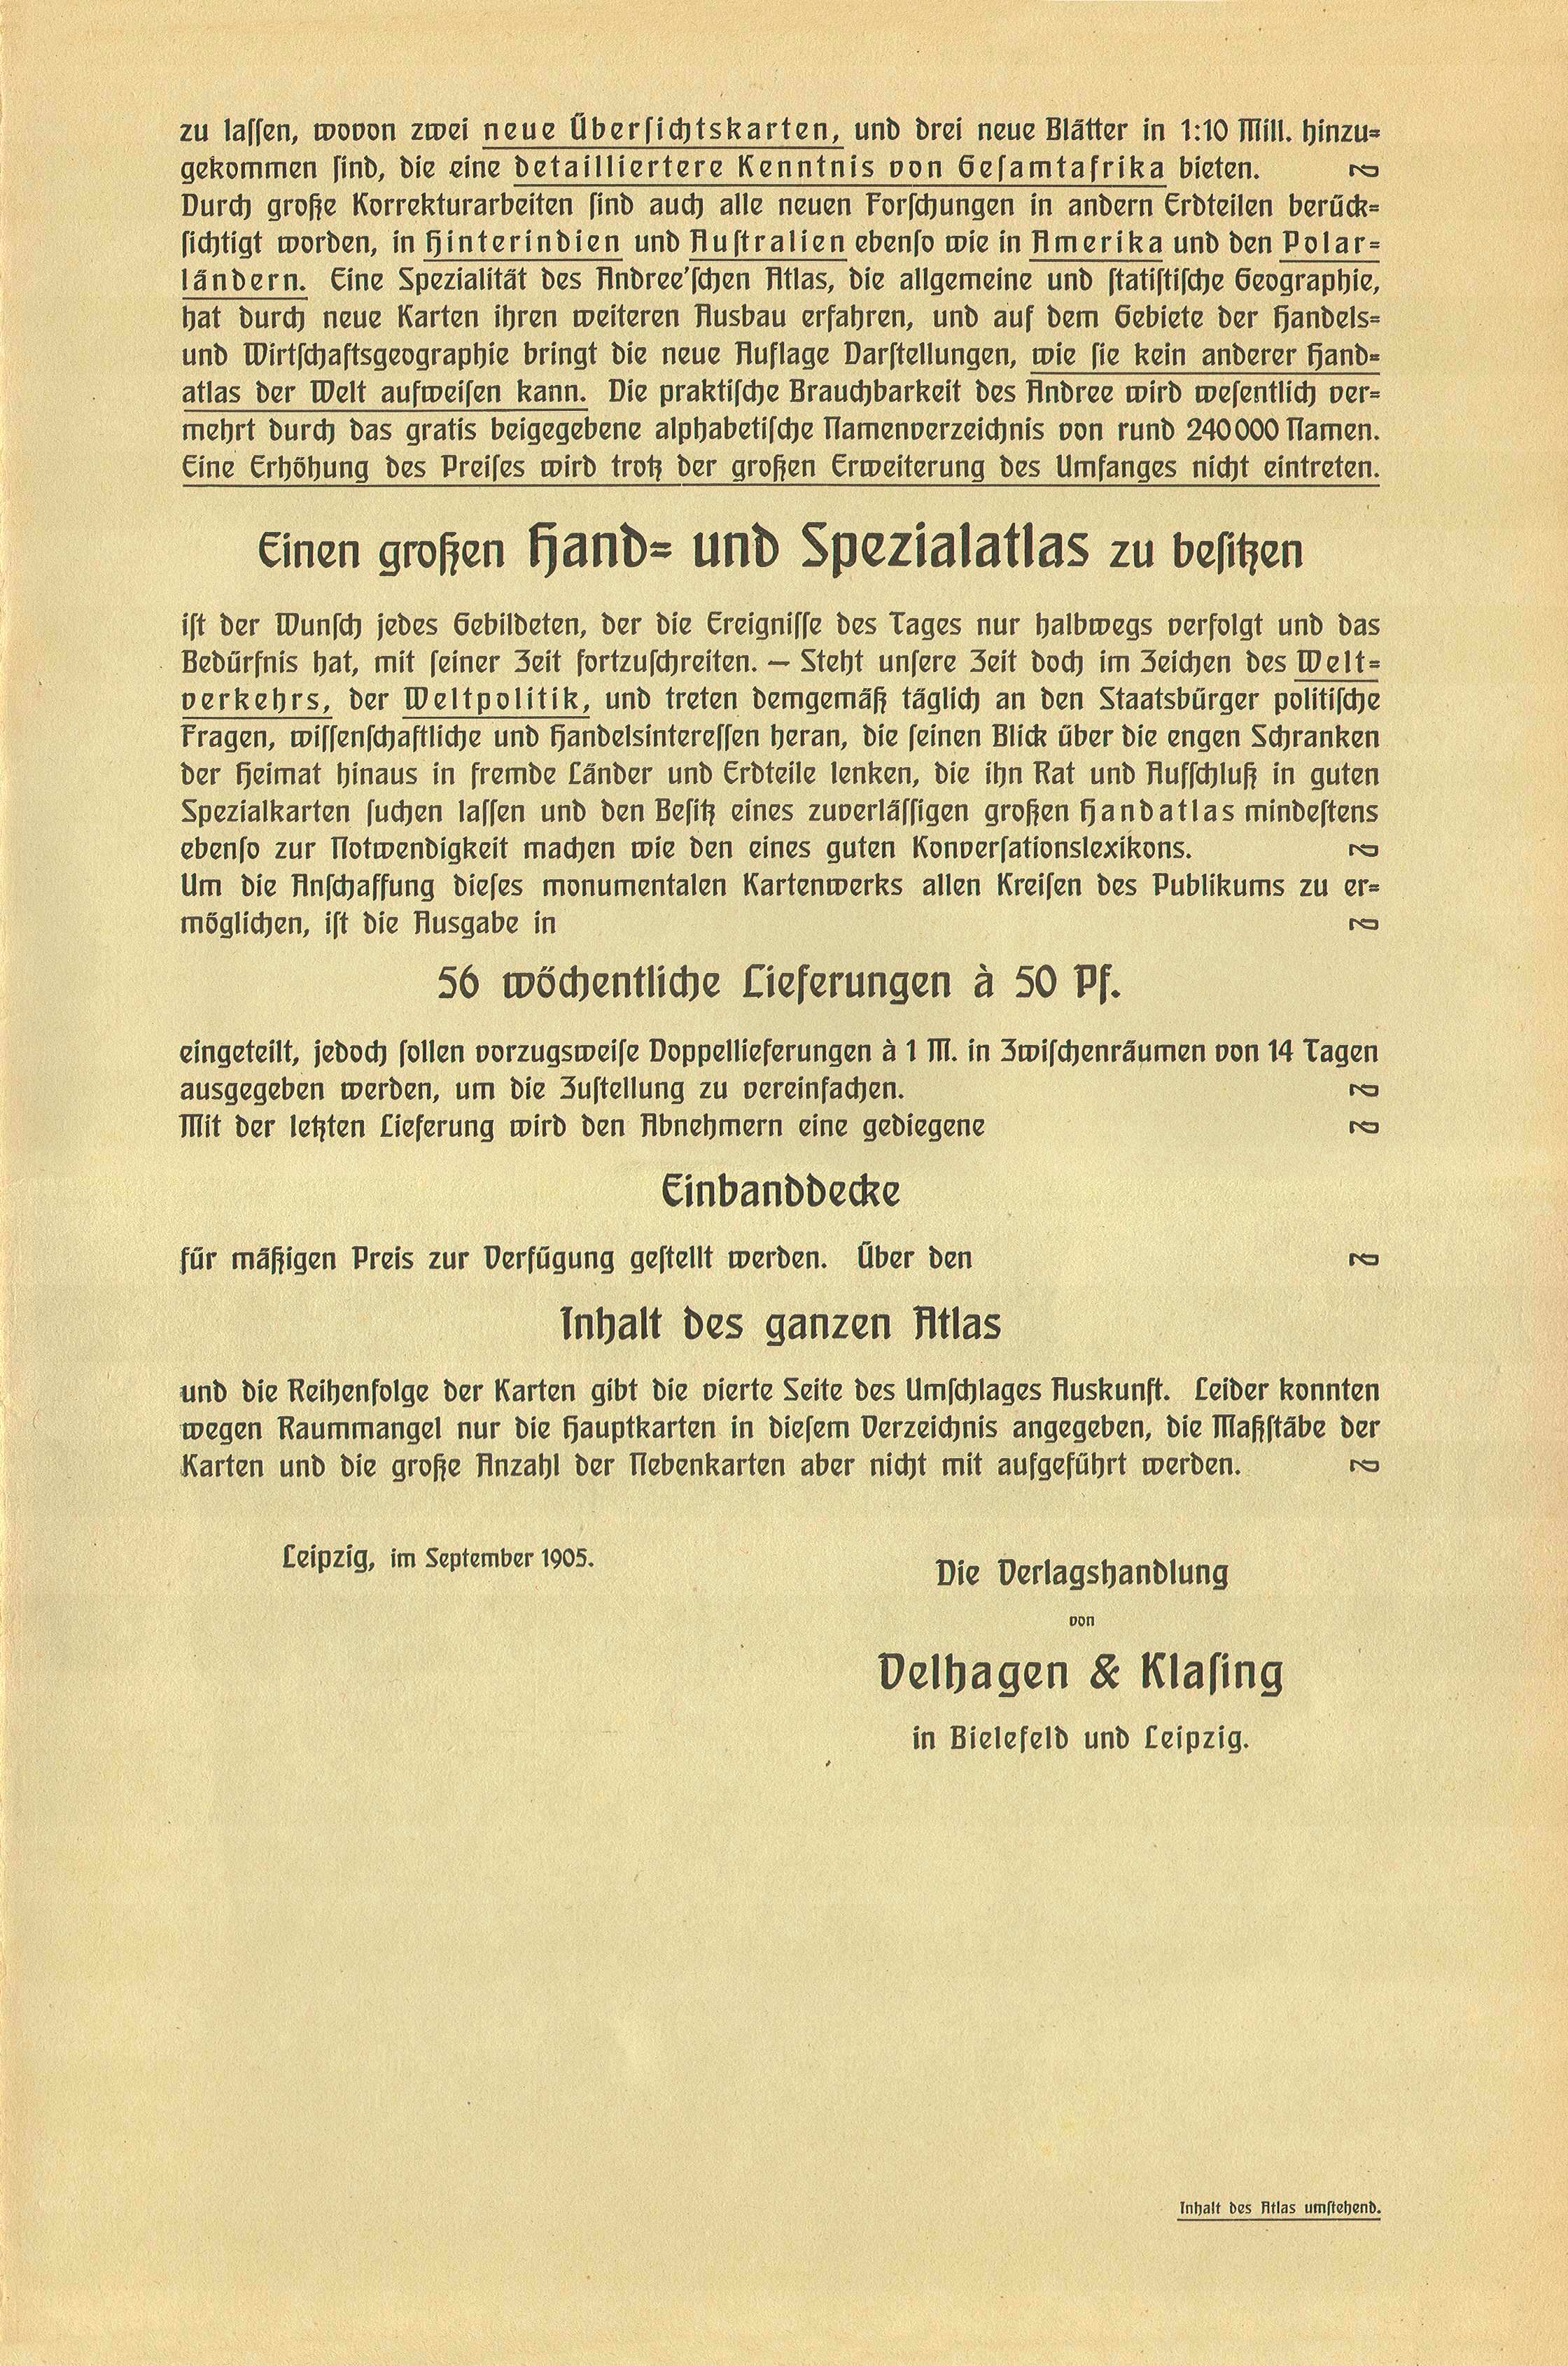 zu lassen, wovon zwei neue Übersichtskarten, und drei neue Blätter in 1:10 Mill. hinzu=
gekommen sind, die eine detailliertere Kenntnis von Gesamtafrika bieten.
Durch große Korrekturarbeiten sind auch alle neuen Forschungen in andern Erdteilen berück=
sichtigt worden, in Hinterindien und Australien ebenso wie in Amerika und den Polar=
ländern. Eine Spezialität des Andree'schen Atlas, die allgemeine und statistische Geographie,
hat durch neue Karten ihren weiteren Ausbau erfahren, und auf dem Gebiete der Handels=
und Wirtschaftsgeographie bringt die neue Auflage Darstellungen, wie sie kein anderer Hand=
atlas der Welt aufweisen kann. Die praktische Brauchbarkeit des Andree wird wesentlich ver=
mehrt durch das gratis beigegebene alphabetische Namenverzeichnis von rund 240000 Namen.
Eine Erhöhung des Preises wird trotz der großen Erweiterung des Umfanges nicht eintreten.
Einen großen Hand= und Spezialatlas zu besitzen
ist der Wunsch jedes Gebildeten, der die Ereignisse des Tages nur halbwegs verfolgt und das
Bedürfnis hat, mit seiner Zeit fortzuschreiten. — Steht unsere Zeit doch im Zeichen des Welt=
verkehrs, der Weltpolitik, und treten demgemäß täglich an den Staatsbürger politische
Fragen, wissenschaftliche und Handelsinteressen heran, die seinen Blick über die engen Schranken
der Heimat hinaus in fremde Länder und Erdteile lenken, die ihn Rat und Aufschluß in guten
Spezialkarten suchen lassen und den Besitz eines zuverlässigen großen Handatlas mindestens
ebenso zur Notwendigkeit machen wie den eines guten Konversationslexikons.
Um die Anschaffung dieses monumentalen Kartenwerks allen Kreisen des Publikums zu er=
möglichen, ist die Ausgabe in
56 wöchentliche Lieferungen à 50 Pf.
eingeteilt, jedoch sollen vorzugsweise Doppellieferungen à 1 M. in Zwischenräumen von 14 Tagen
ausgegeben werden, um die Zustellung zu vereinfachen.
Mit der letzten Lieferung wird den Abnehmern eine gediegene
Einbanddecke
für mäßigen Preis zur Verfügung gestellt werden. Über den
Inhalt des ganzen Atlas
und die Reihenfolge der Karten gibt die vierte Seite des Umschlages Auskunft. Leider konnten
wegen Raummangel nur die Hauptkarten in diesem Verzeichnis angegeben, die Maßstäbe der
Karten und die große Anzahl der Nebenkarten aber nicht mit aufgeführt werden.
Leipzig, im September 1905.
Die Verlagshandlung
von
Velhagen & Klasing
in Bielefeld und Leipzig.
Inhalt des Atlas umstehend.